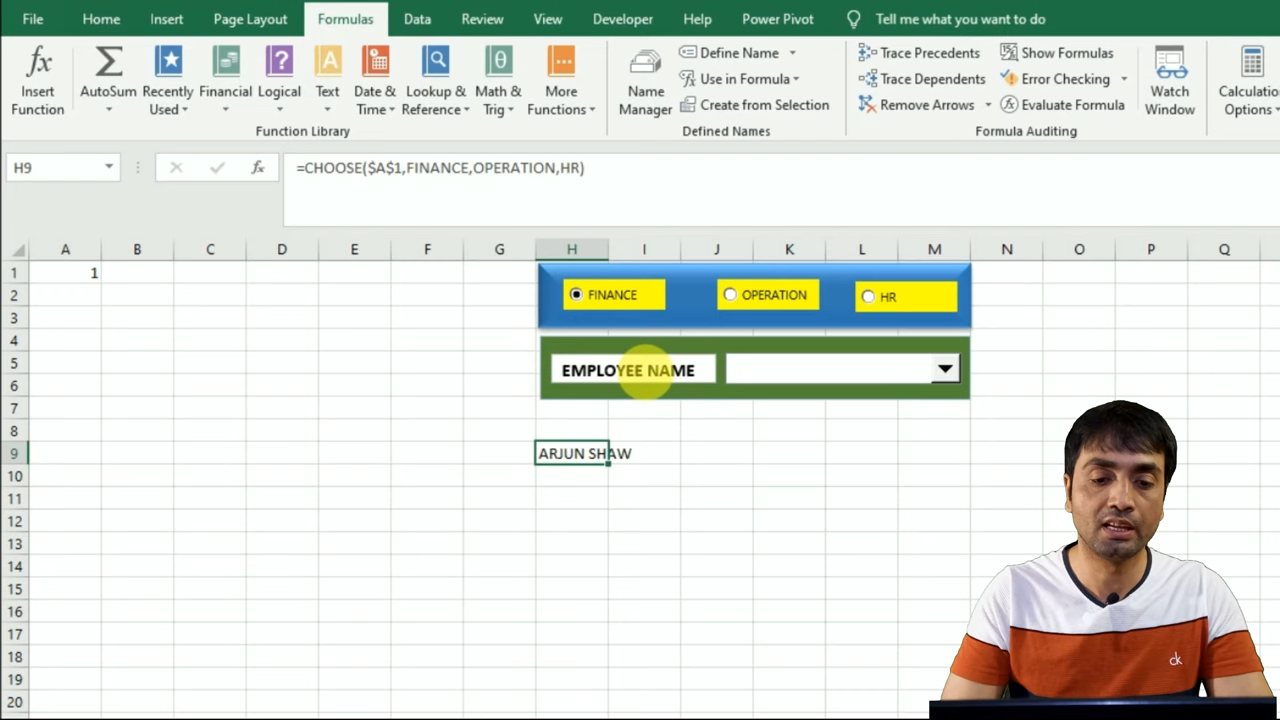 File Home Insert Page Layout Formulas Data Review View Developer Help Power Pivot Tell me what you want to do
fx Σ ? A θ
Insert Function
AutoSum
Recently Used
Financial
Logical
Text
Date & Time
Lookup & Reference
Math & Trig
More Functions
Function Library
Name Manager
Define Name
Use in Formula
Create from Selection
Defined Names
Trace Precedents
Trace Dependents
Remove Arrows
Show Formulas
Error Checking
Evaluate Formula
Formula Auditing
Watch Window
Calculation Options
H9 fx =CHOOSE($A$1,FINANCE,OPERATION,HR)
A B C D E F G H I J K L M N O P Q
1 1
2 FINANCE OPERATION HR
3
4
5 EMPLOYEE NAME
6
7
8
9 ARJUN SHAW
10
11
12
13
14
15
16
17
18
19
20
ck